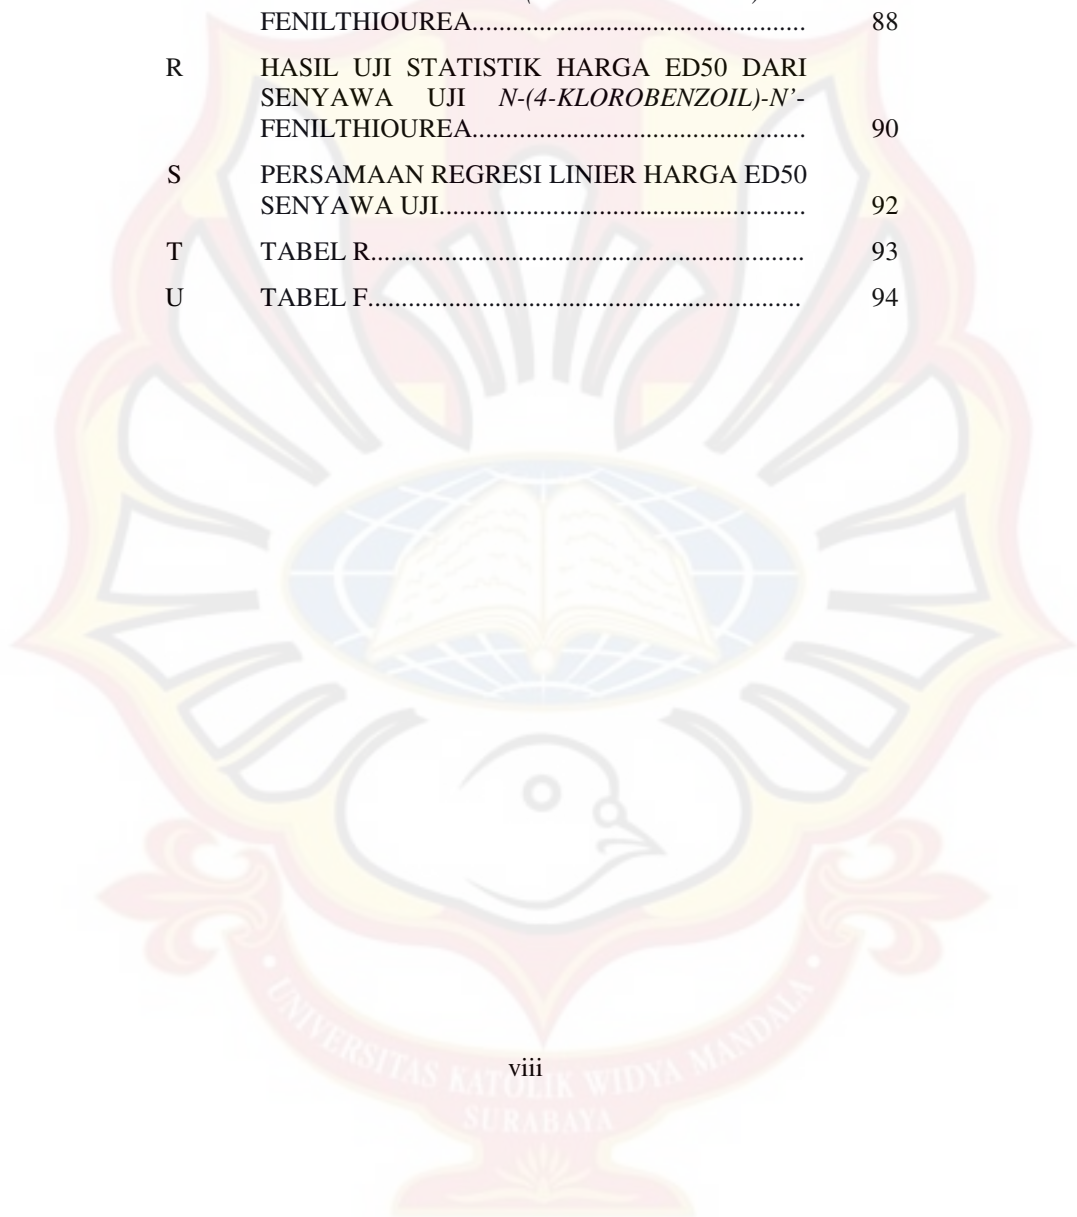 FENILTHIOUREA.................................................... 88
R HASIL UJI STATISTIK HARGA ED50 DARI
SENYAWA UJI N-(4-KLOROBENZOIL)-N’-
FENILTHIOUREA.................................................... 90
S PERSAMAAN REGRESI LINIER HARGA ED50
SENYAWA UJI......................................................... 92
T TABEL R.................................................................... 93
U TABEL F.................................................................... 94
UNIVERSITAS KATOLIK WIDYA MANDALA
SURABAYA
viii